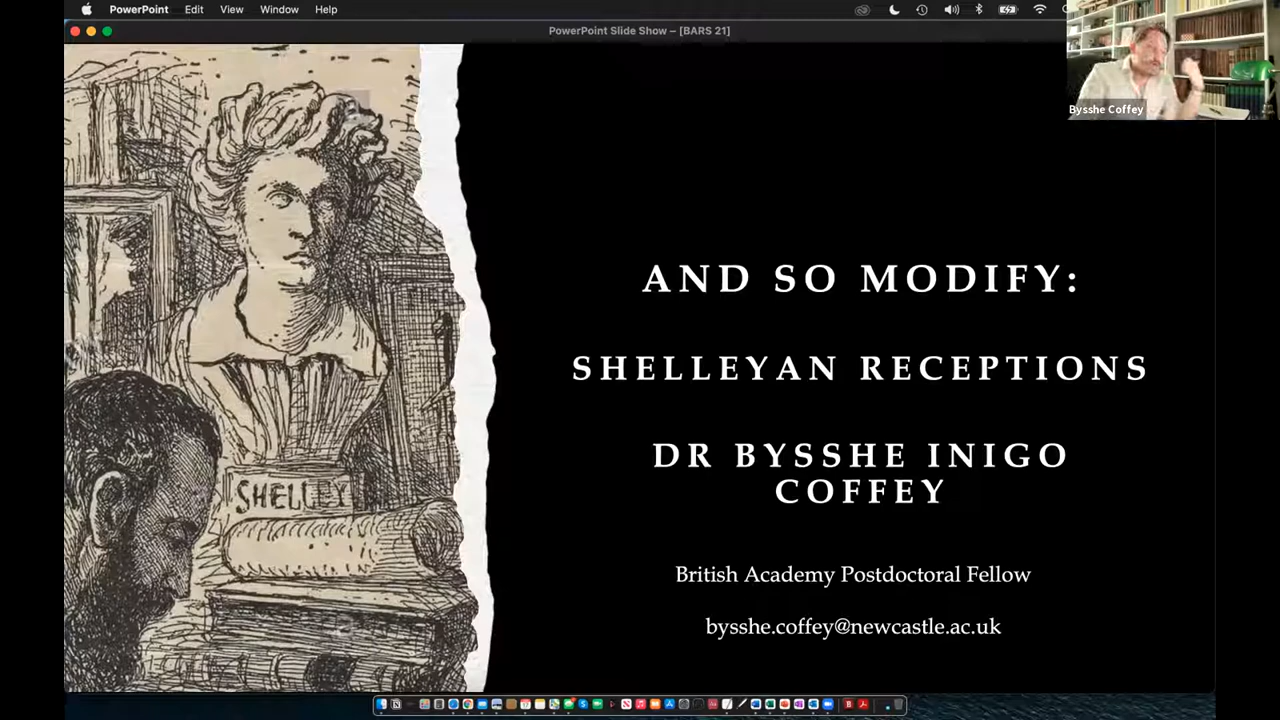 PowerPoint Edit View Window Help
PowerPoint Slide Show – [BARS 21]
Bysshe Coffey
AND SO MODIFY:
SHELLEYAN RECEPTIONS
DR BYSSHE INIGO
COFFEY
British Academy Postdoctoral Fellow
bysshe.coffey@newcastle.ac.uk
SHELLEY